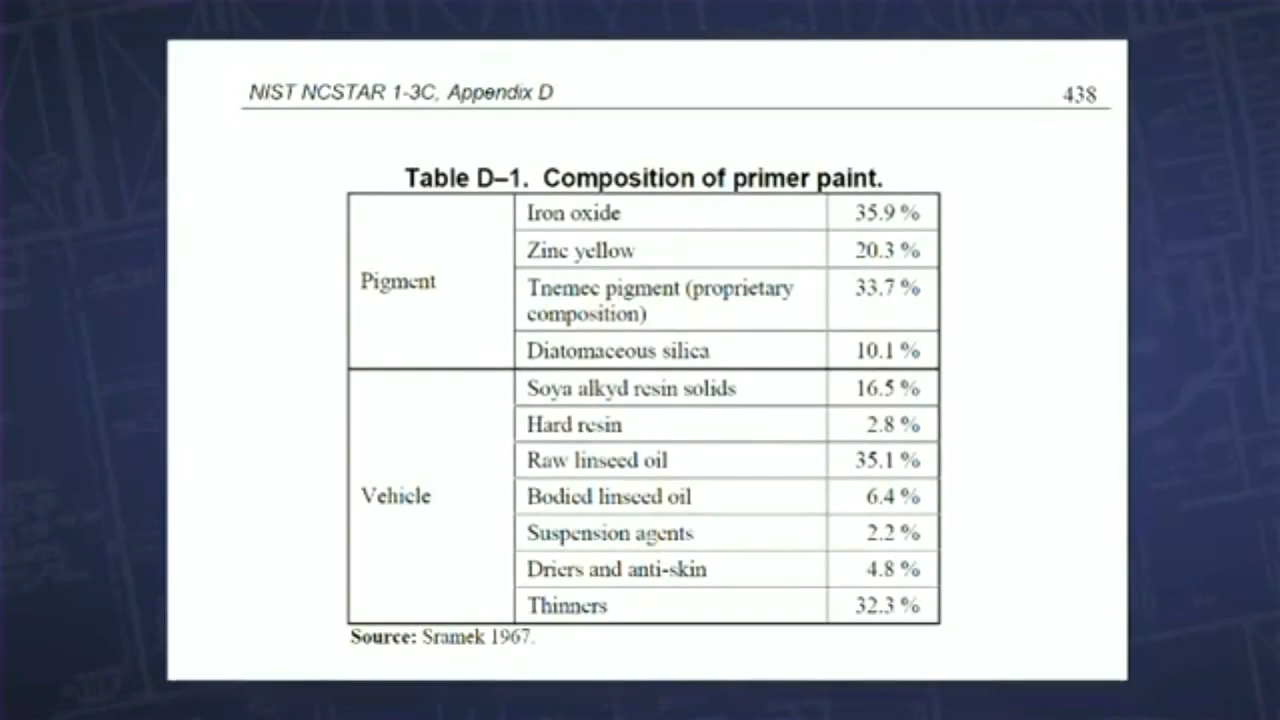 NIST NCSTAR 1-3C, Appendix D 438
Table D–1. Composition of primer paint.
Pigment
Iron oxide 35.9 %
Zinc yellow 20.3 %
Tnemec pigment (proprietary 33.7 %
composition)
Diatomaceous silica 10.1 %
Vehicle
Soya alkyd resin solids 16.5 %
Hard resin 2.8 %
Raw linseed oil 35.1 %
Bodied linseed oil 6.4 %
Suspension agents 2.2 %
Driers and anti-skin 4.8 %
Thinners 32.3 %
Source: Sramek 1967.